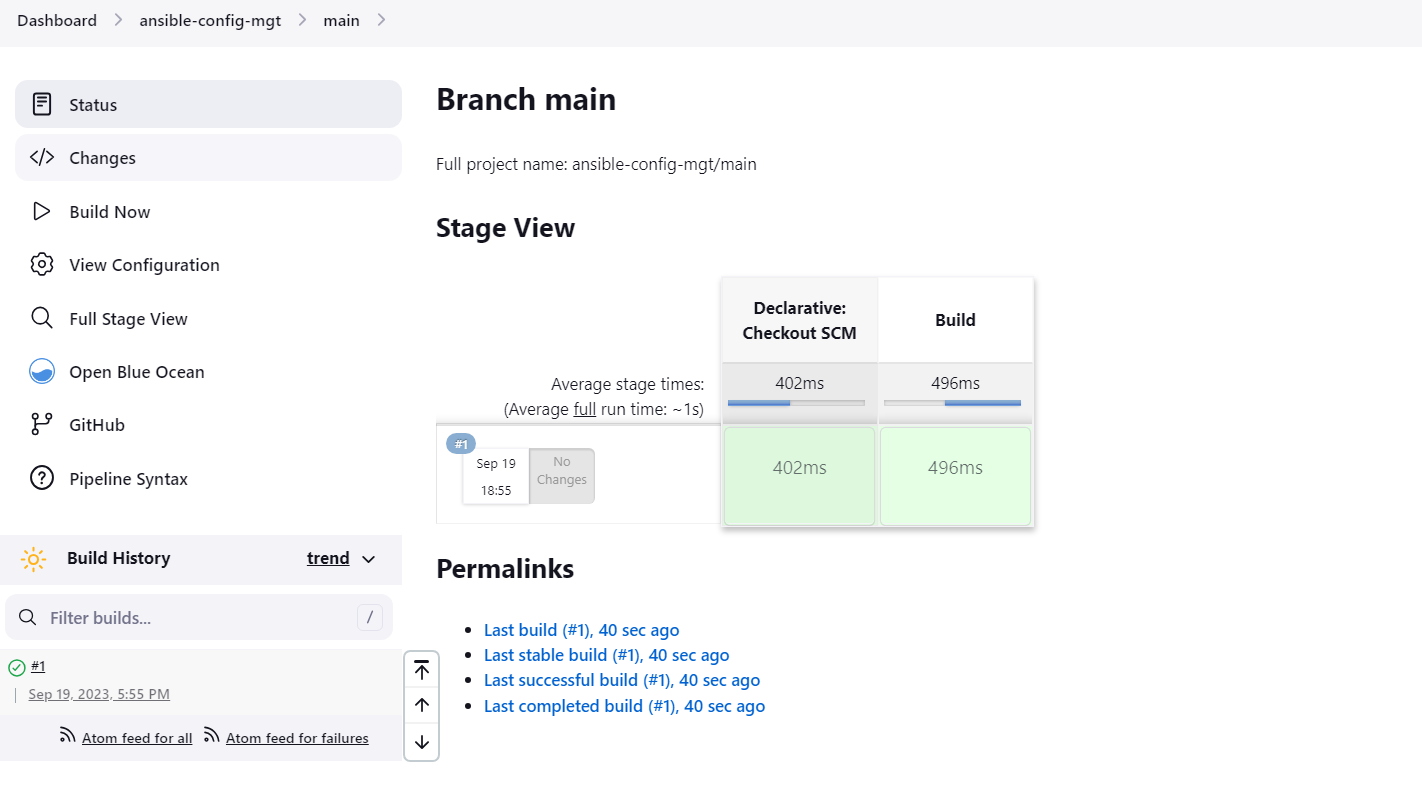 Dashboard > ansible-config-mgt > main >
Status
Changes
Build Now
View Configuration
Full Stage View
Open Blue Ocean
GitHub
Pipeline Syntax
Build History trend
Filter builds... /
#1
Sep 19, 2023, 5:55 PM
Atom feed for all Atom feed for failures
Branch main
Full project name: ansible-config-mgt/main
Stage View
Declarative:
Checkout SCM
Build
Average stage times:
(Average full run time: ~1s)
402ms
496ms
#1
Sep 19
18:55
No
Changes
402ms
496ms
Permalinks
Last build (#1), 40 sec ago
Last stable build (#1), 40 sec ago
Last successful build (#1), 40 sec ago
Last completed build (#1), 40 sec ago